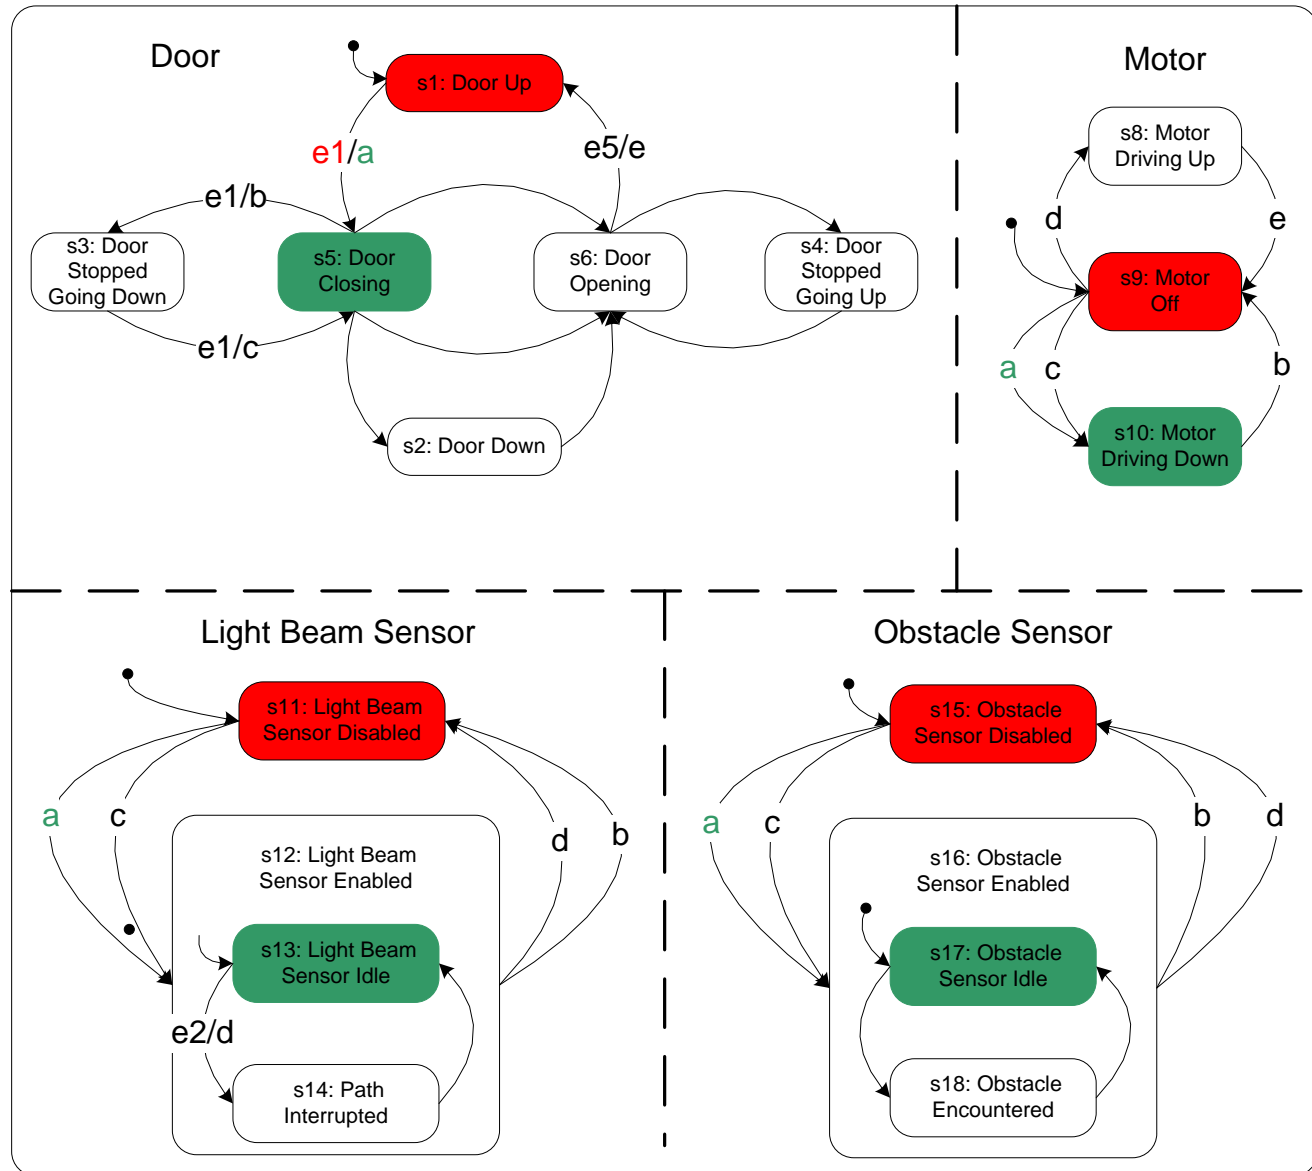 Door
s1: Door Up
e1/a
e5/e
e1/b
s3: Door
Stopped
Going Down
s5: Door
Closing
s6: Door
Opening
s4: Door
Stopped
Going Up
e1/c
s2: Door Down
Motor
s8: Motor
Driving Up
d
e
s9: Motor
Off
a
c
b
s10: Motor
Driving Down
Light Beam Sensor
s11: Light Beam
Sensor Disabled
a
c
d
b
s12: Light Beam
Sensor Enabled
s13: Light Beam
Sensor Idle
e2/d
s14: Path
Interrupted
Obstacle Sensor
s15: Obstacle
Sensor Disabled
a
c
b
d
s16: Obstacle
Sensor Enabled
s17: Obstacle
Sensor Idle
s18: Obstacle
Encountered